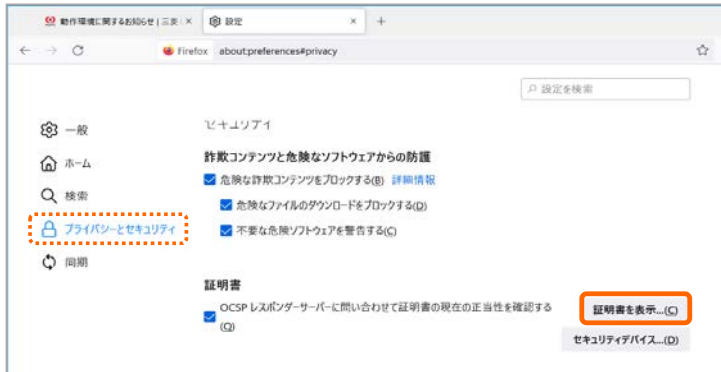 動作環境に関するお知らせ | 三菱
設定
Firefox about:preferences#privacy
設定を検索
一般
ホーム
検索
プライバシーとセキュリティ
同期
セキュリティ
詐欺コンテンツと危険なソフトウェアからの防護
危険な詐欺コンテンツをブロックする(B) 詳細情報
危険なファイルのダウンロードをブロックする(D)
不要な危険ソフトウェアを警告する(C)
証明書
OCSP レスポンダーサーバーに問い合わせて証明書の現在の正当性を確認する
(Q)
証明書を表示...(C)
セキュリティデバイス...(D)